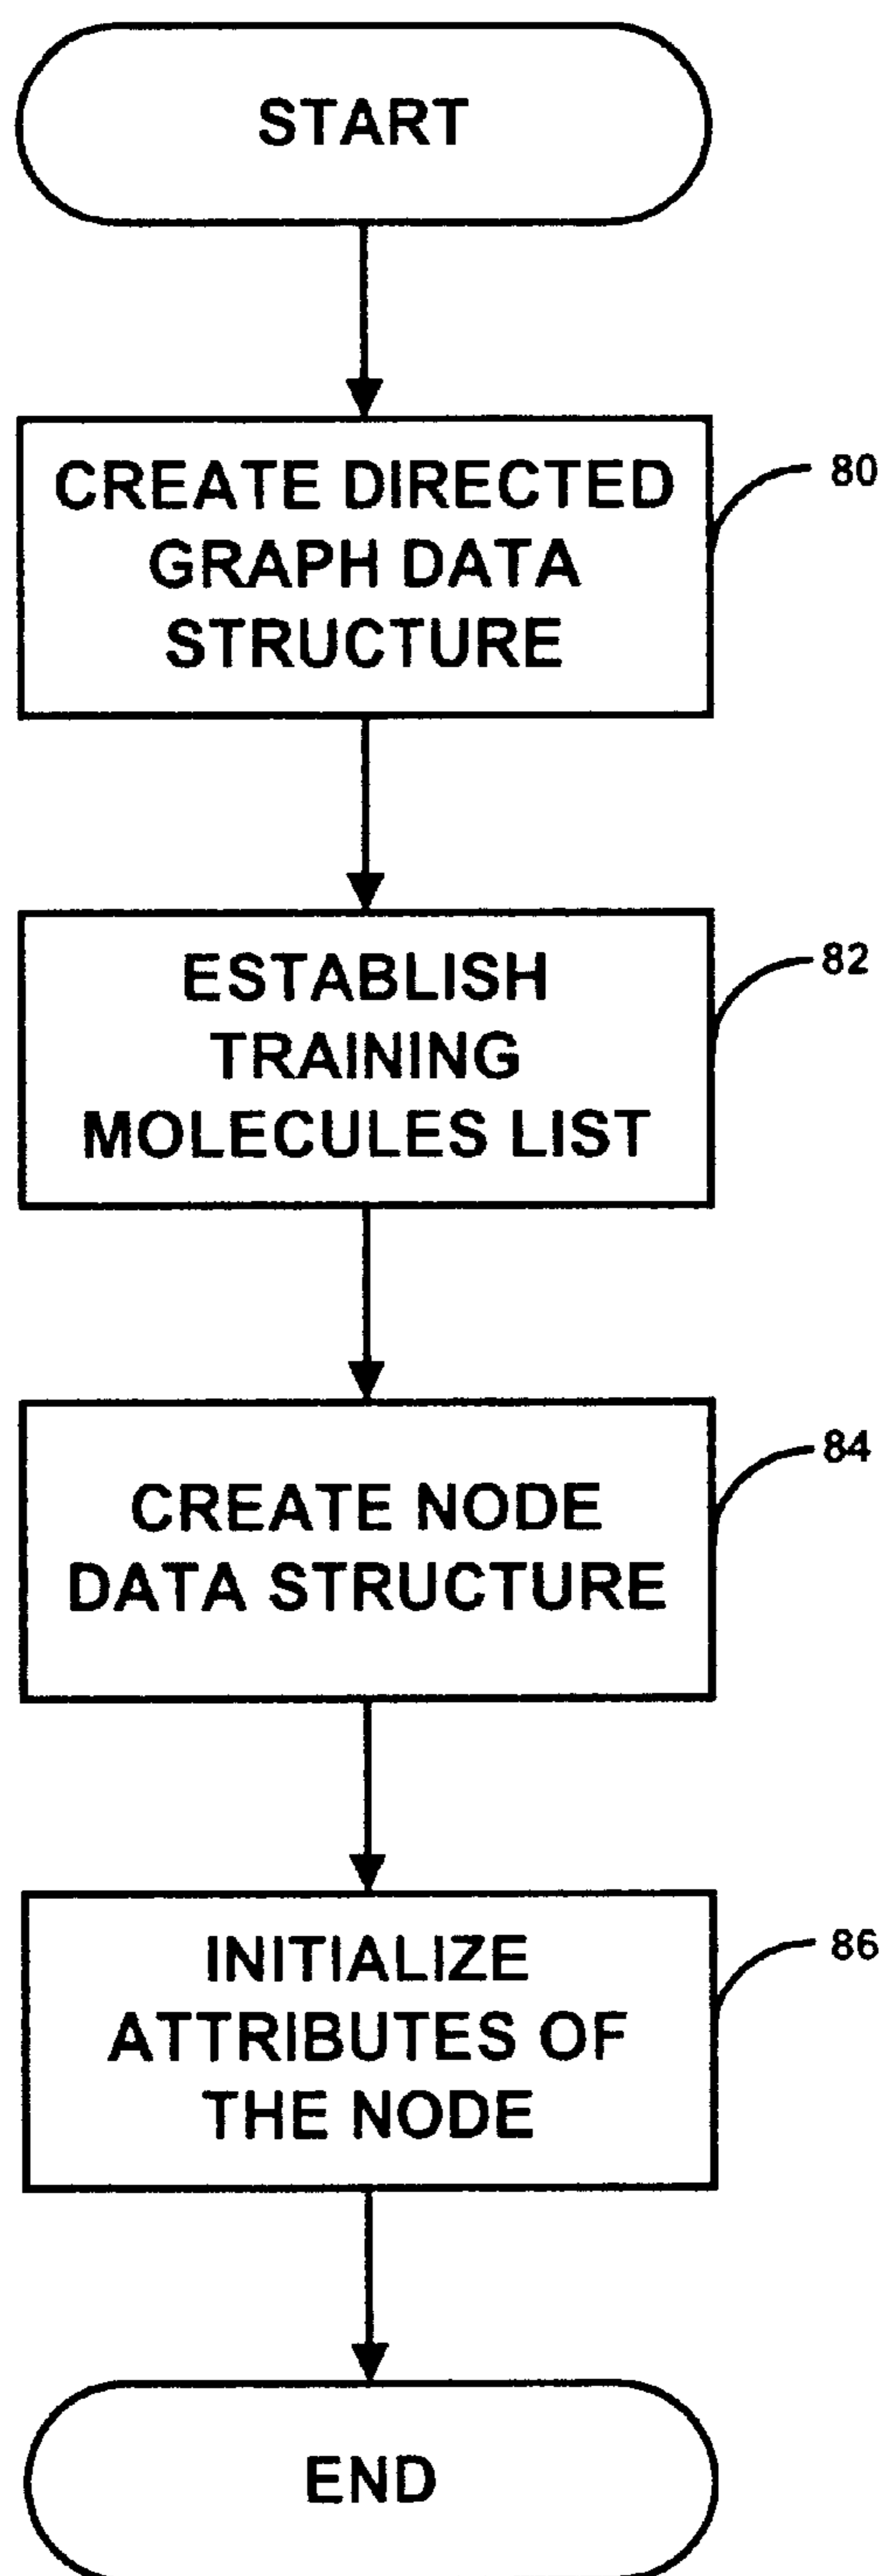 START
CREATE DIRECTED
GRAPH DATA
STRUCTURE
80
ESTABLISH
TRAINING
MOLECULES LIST
82
CREATE NODE
DATA STRUCTURE
84
INITIALIZE
ATTRIBUTES OF
THE NODE
86
END